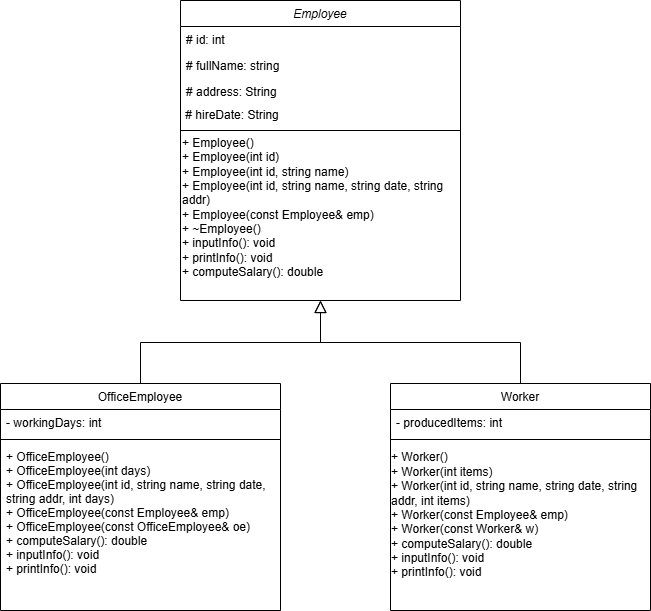 Employee
# id: int
# fullName: string
# address: String
# hireDate: String
+ Employee()
+ Employee(int id)
+ Employee(int id, string name)
+ Employee(int id, string name, string date, string
addr)
+ Employee(const Employee& emp)
+ ~Employee()
+ inputInfo(): void
+ printInfo(): void
+ computeSalary(): double
OfficeEmployee
- workingDays: int
+ OfficeEmployee()
+ OfficeEmployee(int days)
+ OfficeEmployee(int id, string name, string date,
string addr, int days)
+ OfficeEmployee(const Employee& emp)
+ OfficeEmployee(const OfficeEmployee& oe)
+ computeSalary(): double
+ inputInfo(): void
+ printInfo(): void
Worker
- producedItems: int
+ Worker()
+ Worker(int items)
+ Worker(int id, string name, string date, string
addr, int items)
+ Worker(const Employee& emp)
+ Worker(const Worker& w)
+ computeSalary(): double
+ inputInfo(): void
+ printInfo(): void